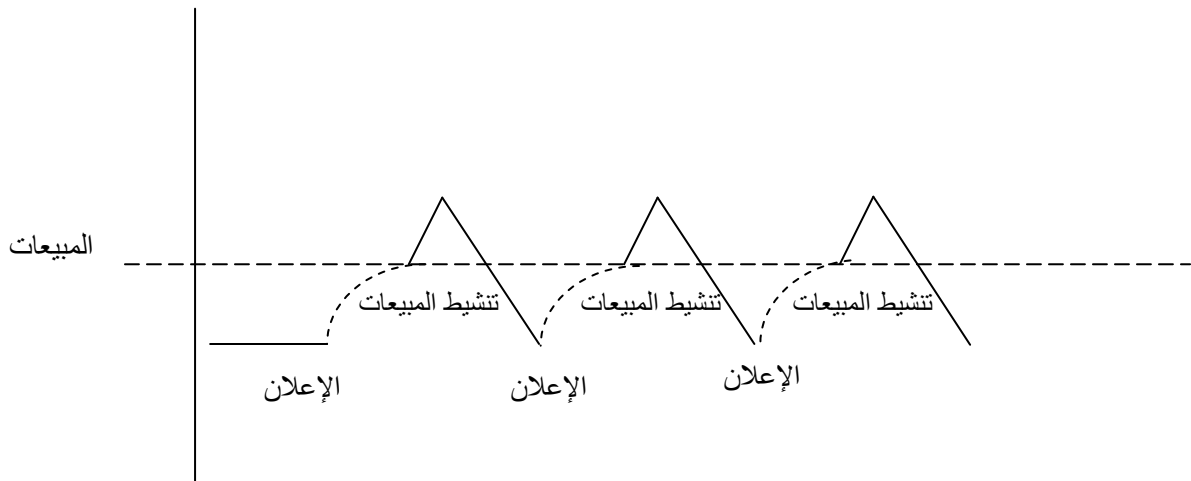 المبيعات
تنشيط المبيعات
تنشيط المبيعات
تنشيط المبيعات
الإعلان
الإعلان
الإعلان